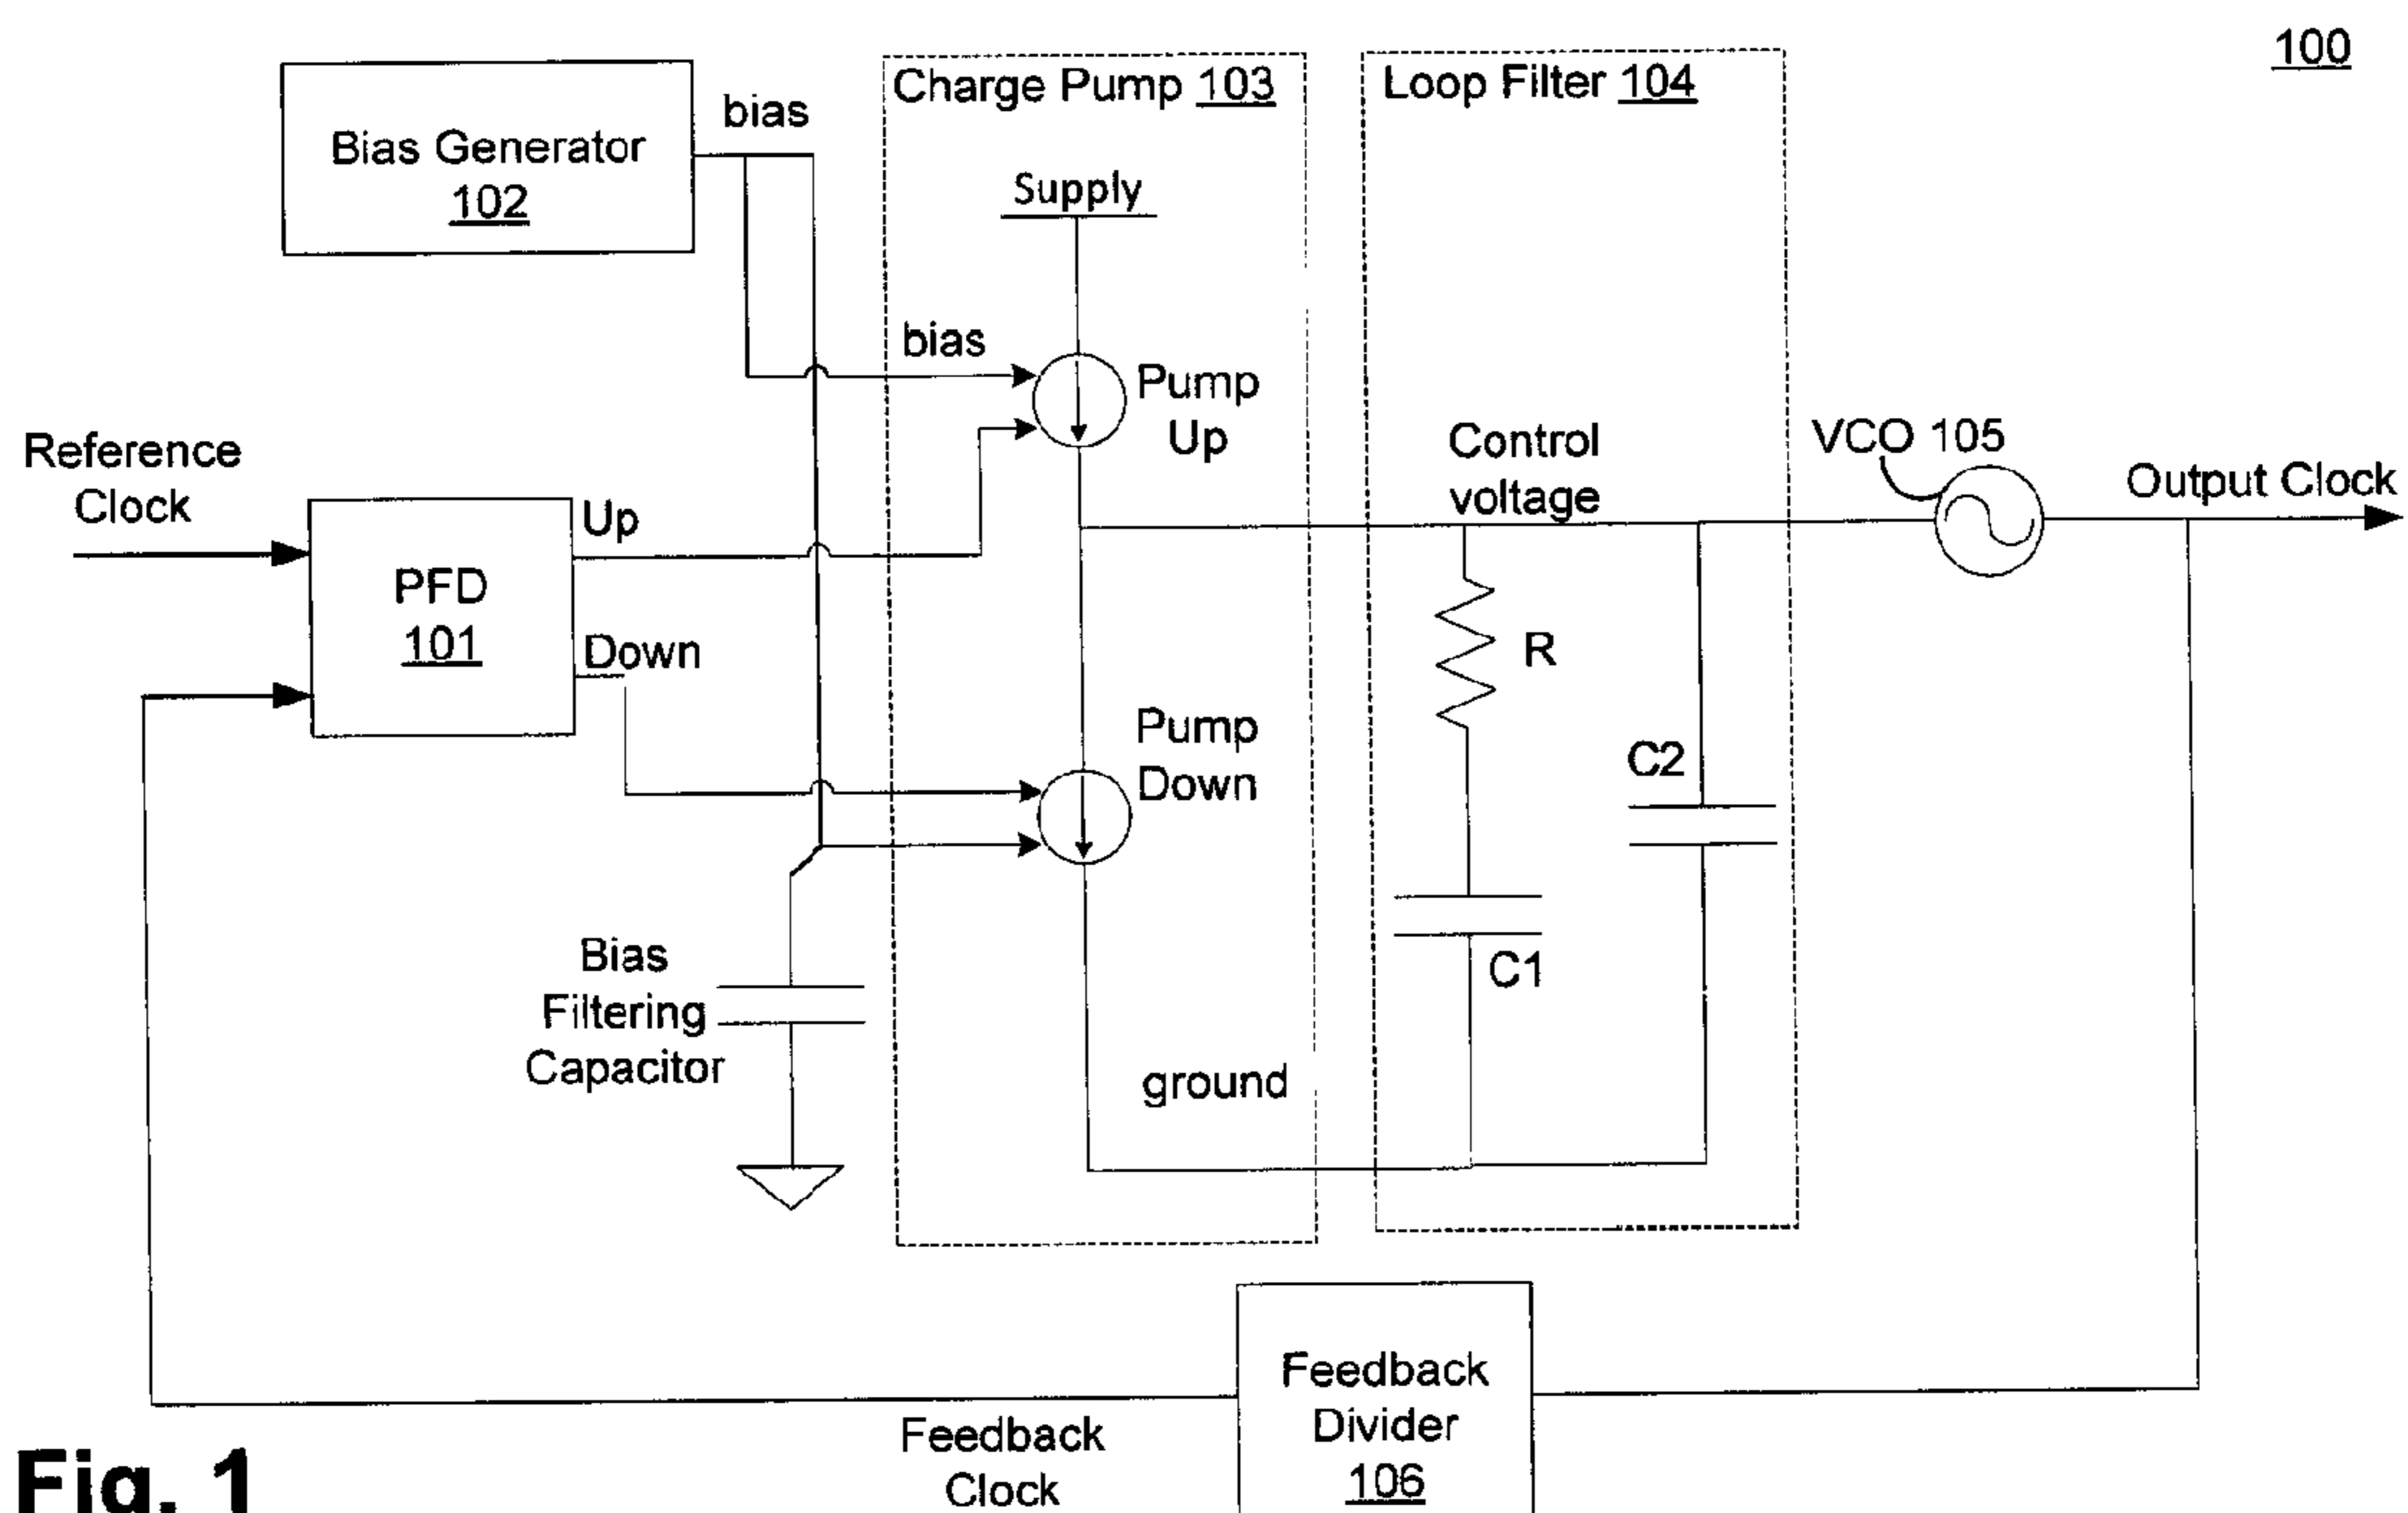 100
Bias Generator
102
bias
Charge Pump 103
Loop Filter 104
Supply
bias
Pump
Up
Reference
Clock
PFD
101
Up
Down
Control
voltage
VCO 105
Output Clock
R
C2
C1
Pump
Down
Bias
Filtering
Capacitor
ground
Feedback
Clock
Feedback
Divider
106
Fig. 1